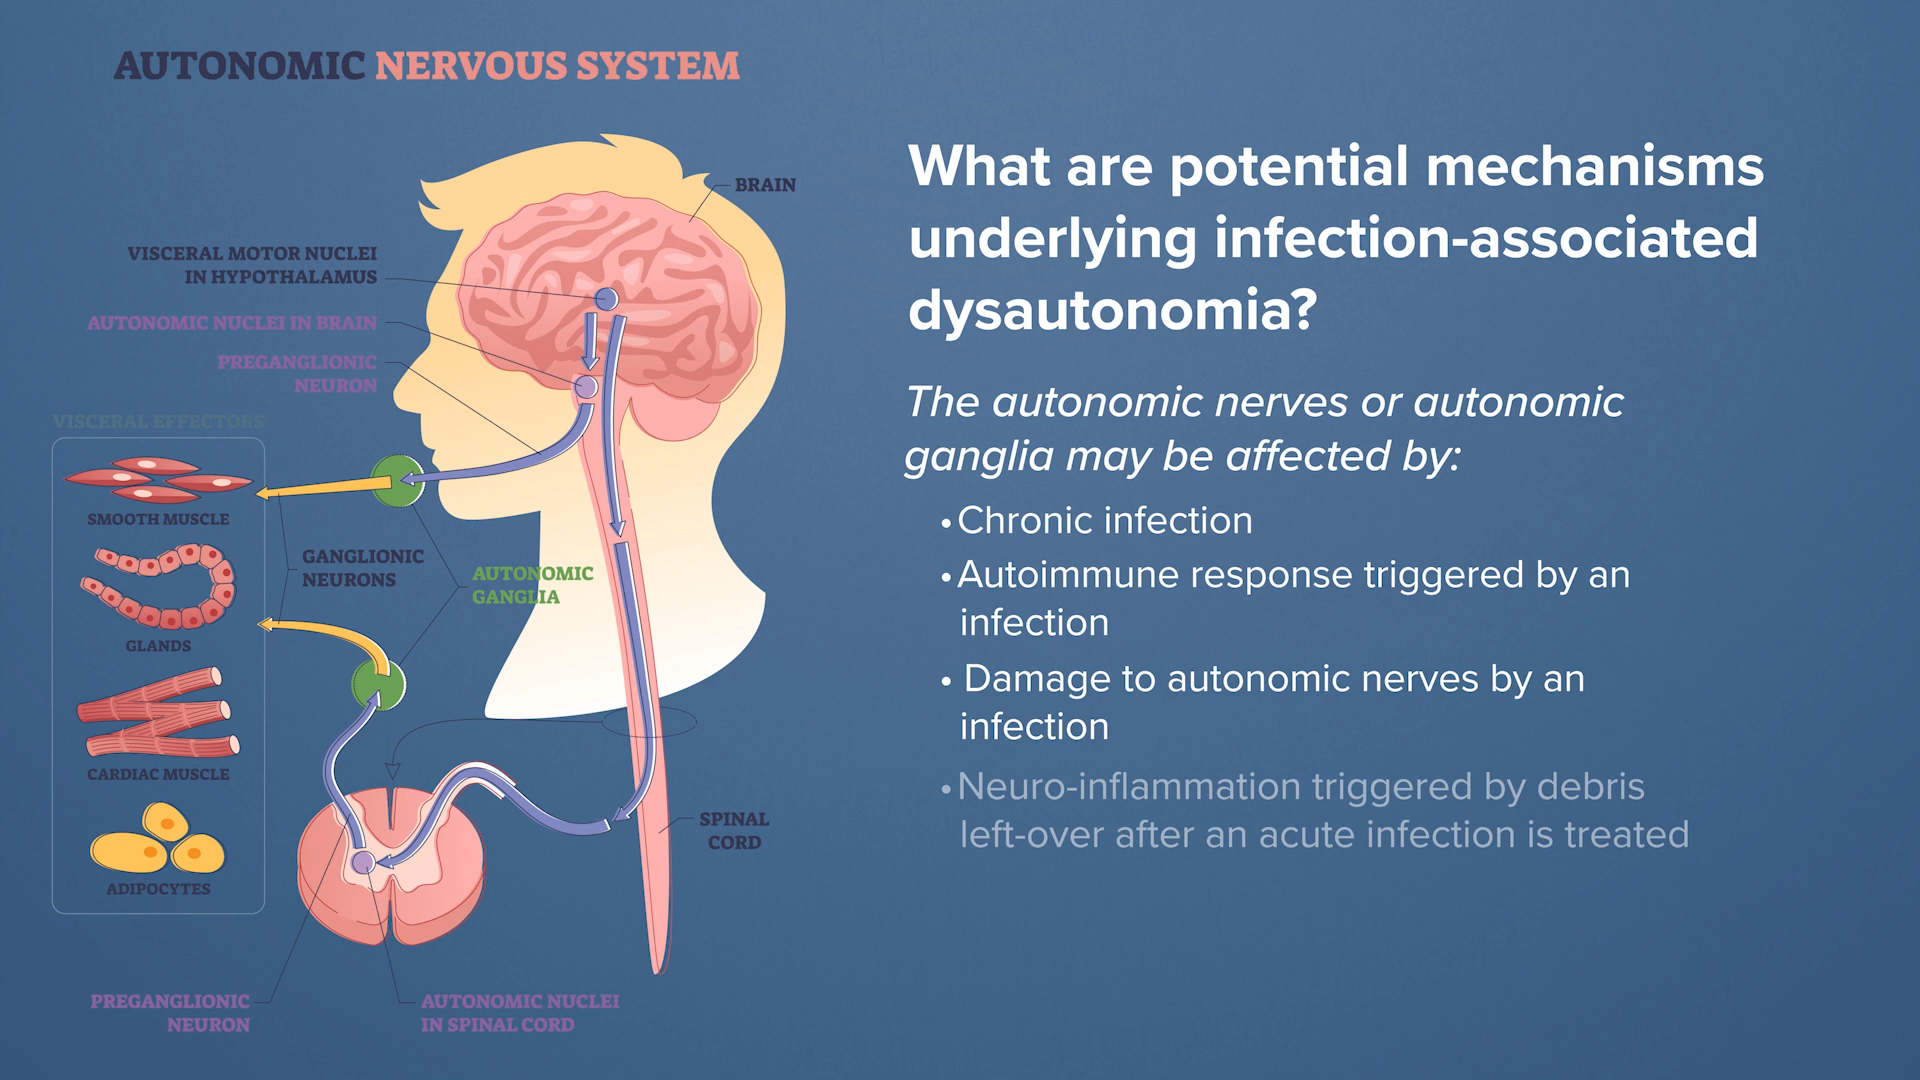 AUTONOMIC NERVOUS SYSTEM
BRAIN
VISCERAL MOTOR NUCLEI
IN HYPOTHALAMUS
AUTONOMIC NUCLEI IN BRAIN
PREGANGLIONIC
NEURON
VISCERAL EFFECTORS
SMOOTH MUSCLE
GANGLIONIC
NEURONS
AUTONOMIC
GANGLIA
GLANDS
CARDIAC MUSCLE
SPINAL
CORD
ADIPOCYTES
PREGANGLIONIC
NEURON
AUTONOMIC NUCLEI
IN SPINAL CORD
What are potential mechanisms
underlying infection-associated
dysautonomia?
The autonomic nerves or autonomic
ganglia may be affected by:
• Chronic infection
• Autoimmune response triggered by an
infection
• Damage to autonomic nerves by an
infection
• Neuro-inflammation triggered by debris
left-over after an acute infection is treated